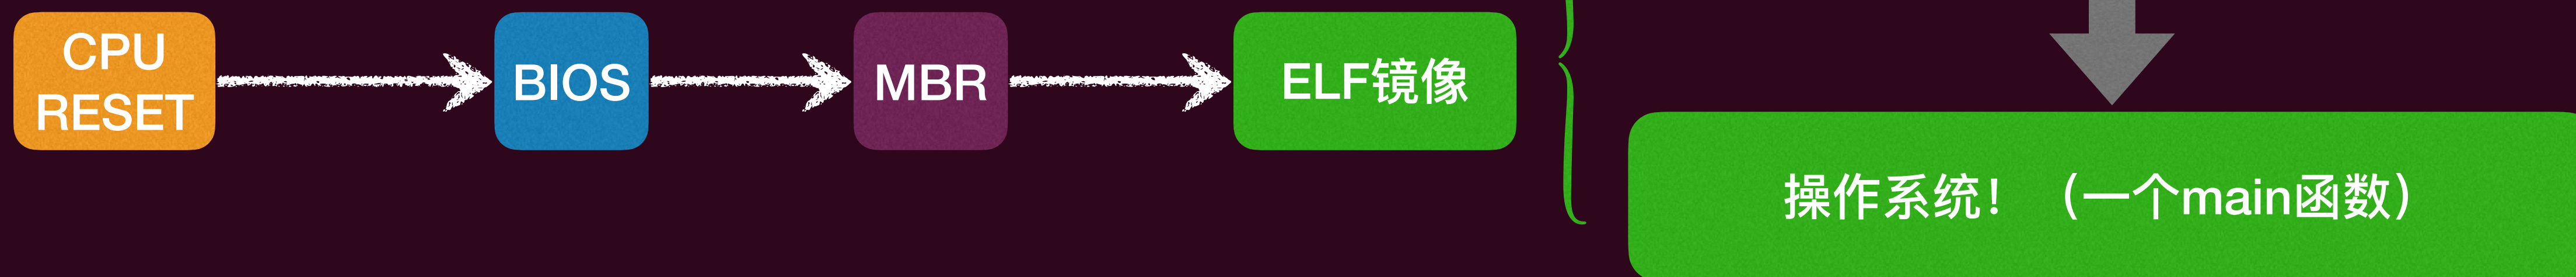 CPU
RESET
BIOS
MBR
ELF镜像
操作系统！（一个main函数）